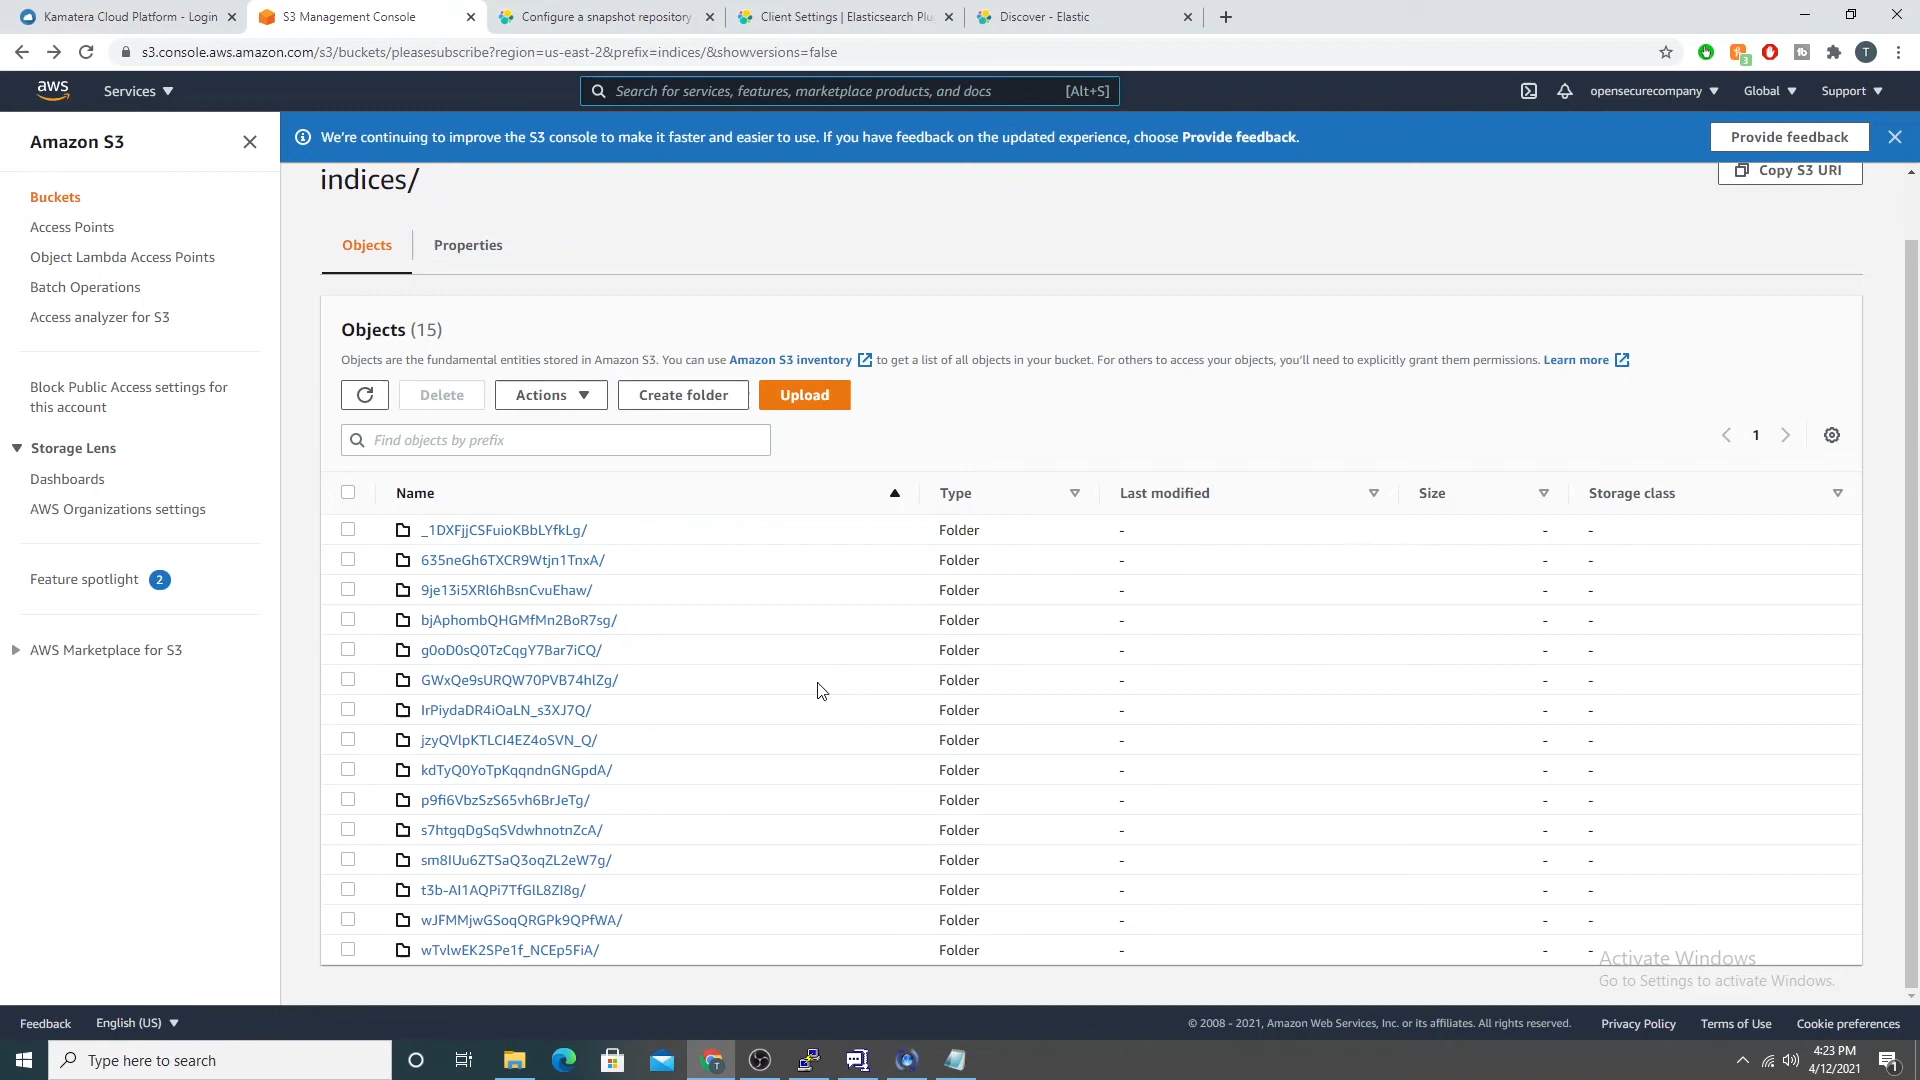 Kamatera Cloud Platform - Login
S3 Management Console
Configure a snapshot repository
Client Settings | Elasticsearch Plu
Discover - Elastic
s3.console.aws.amazon.com/s3/buckets/pleasesubscribe?region=us-east-2&prefix=indices/&showversions=false
3
T
aws
Services
Search for services, features, marketplace products, and docs
[Alt+S]
opensecurecompany
Global
Support
Amazon S3
We're continuing to improve the S3 console to make it faster and easier to use. If you have feedback on the updated experience, choose Provide feedback.
Provide feedback
Buckets
Access Points
Object Lambda Access Points
Batch Operations
Access analyzer for S3
Block Public Access settings for
this account
Storage Lens
Dashboards
AWS Organizations settings
Feature spotlight 2
AWS Marketplace for S3
indices/
Copy S3 URI
Objects
Properties
Objects (15)
Objects are the fundamental entities stored in Amazon S3. You can use Amazon S3 inventory to get a list of all objects in your bucket. For others to access your objects, you'll need to explicitly grant them permissions. Learn more
Delete
Actions
Create folder
Upload
Find objects by prefix
1
Name Type Last modified Size Storage class
_1DXFjjCSFuioKBbLYfkLg/ Folder - - -
635neGh6TXCR9Wtjn1TnxA/ Folder - - -
9je13i5XRl6hBsnCvuEhaw/ Folder - - -
bjAphombQHGMfMn2BoR7sg/ Folder - - -
g0oD0sQ0TzCqgY7Bar7iCQ/ Folder - - -
GWxQe9sURQW70PVB74hlZg/ Folder - - -
IrPiydaDR4iOaLN_s3XJ7Q/ Folder - - -
jzyQVlpKTLCI4EZ4oSVN_Q/ Folder - - -
kdTyQ0YoTpKqqndnGNGpdA/ Folder - - -
p9fi6VbzSzS65vh6BrJeTg/ Folder - - -
s7htgqDgSqSVdwhnotnZcA/ Folder - - -
sm8IUu6ZTSaQ3oqZL2eW7g/ Folder - - -
t3b-AI1AQPi7TfGlL8ZI8g/ Folder - - -
wJFMMjwGSoqQRGPk9QPfWA/ Folder - - -
wTvlwEK2SPe1f_NCEp5FiA/ Folder - - -
Activate Windows
Go to Settings to activate Windows.
Feedback
English (US)
© 2008 - 2021, Amazon Web Services, Inc. or its affiliates. All rights reserved.
Privacy Policy
Terms of Use
Cookie preferences
Type here to search
4:23 PM
4/12/2021
1